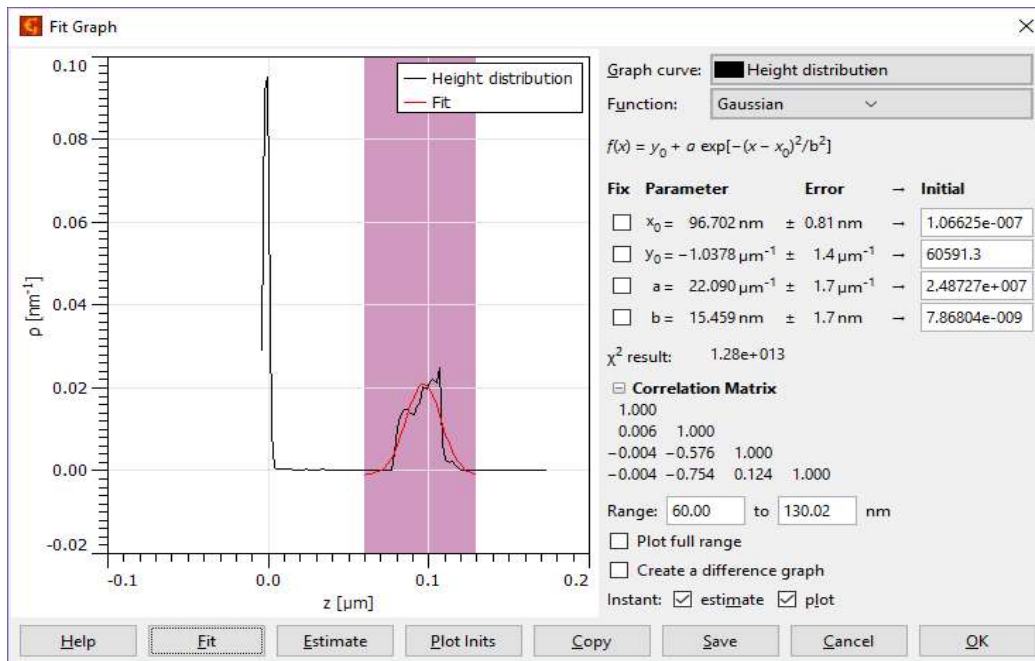 Fit Graph
Height distribution
Fit
0.10
0.08
0.06
0.04
0.02
0.00
-0.02
ρ [nm⁻¹]
-0.1
0.0
0.1
0.2
z [µm]
Graph curve: Height distribution
Function: Gaussian
f(x) = y₀ + a exp[−(x − x₀)²/b²]
Fix Parameter Error → Initial
x₀ = 96.702 nm ± 0.81 nm → 1.06625e-007
y₀ = −1.0378 µm⁻¹ ± 1.4 µm⁻¹ → 60591.3
a = 22.090 µm⁻¹ ± 1.7 µm⁻¹ → 2.48727e+007
b = 15.459 nm ± 1.7 nm → 7.86804e-009
χ² result: 1.28e+013
Correlation Matrix
1.000
0.006 1.000
−0.004 −0.576 1.000
−0.004 −0.754 0.124 1.000
Range: 60.00 to 130.02 nm
Plot full range
Create a difference graph
Instant: estimate plot
Help Fit Estimate Plot Inits Copy Save Cancel OK